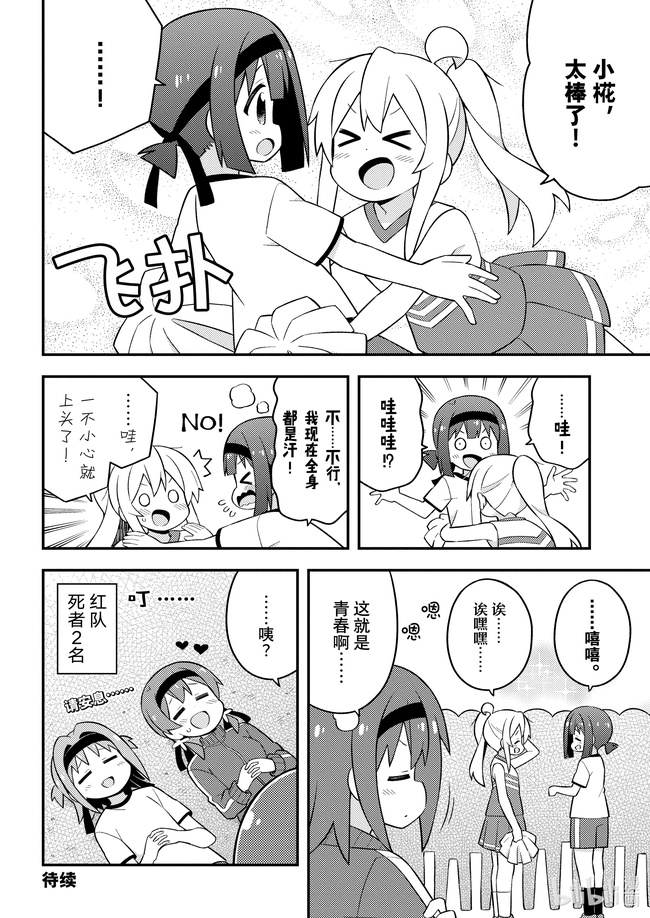 小椛，
太棒了！
……！
飞扑
……哇！
哇哇哇!?
不……不行，
我现在全身
都是汗！
No!
……哇，
一不小心就
上头了！
……嘻。
诶……
诶嘿嘿……
这就是
青春啊……
嗯
嗯
……咦？
叮……
红队
死者2名
请安息……
待续
bilibili